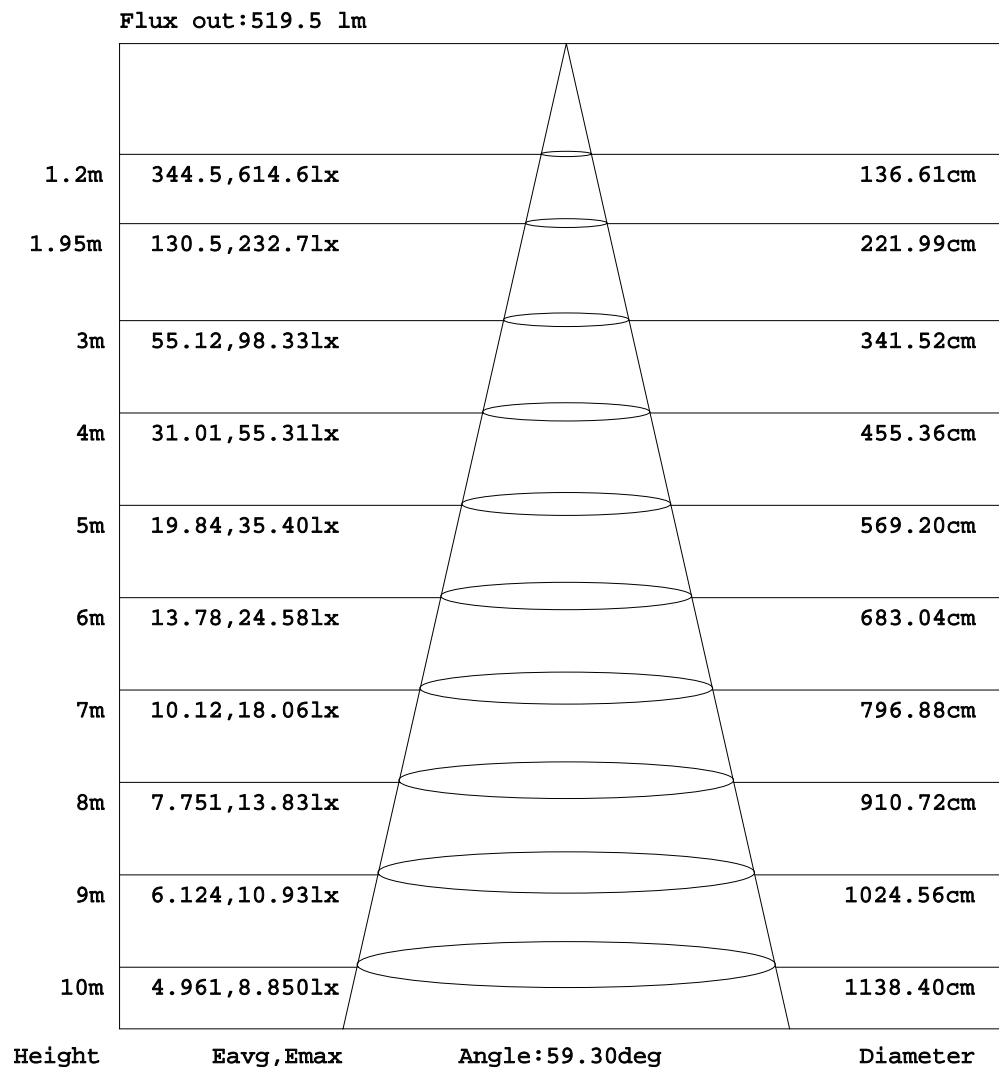 Flux out:519.5 lm
1.2m 344.5,614.6lx 136.61cm
1.95m 130.5,232.7lx 221.99cm
3m 55.12,98.33lx 341.52cm
4m 31.01,55.31lx 455.36cm
5m 19.84,35.40lx 569.20cm
6m 13.78,24.58lx 683.04cm
7m 10.12,18.06lx 796.88cm
8m 7.751,13.83lx 910.72cm
9m 6.124,10.93lx 1024.56cm
10m 4.961,8.850lx 1138.40cm
Height Eavg,Emax Angle:59.30deg Diameter